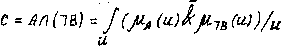 C = A∩(⊓B) = ∫_U (μ_A(u) & μ_⊓B(u))/u